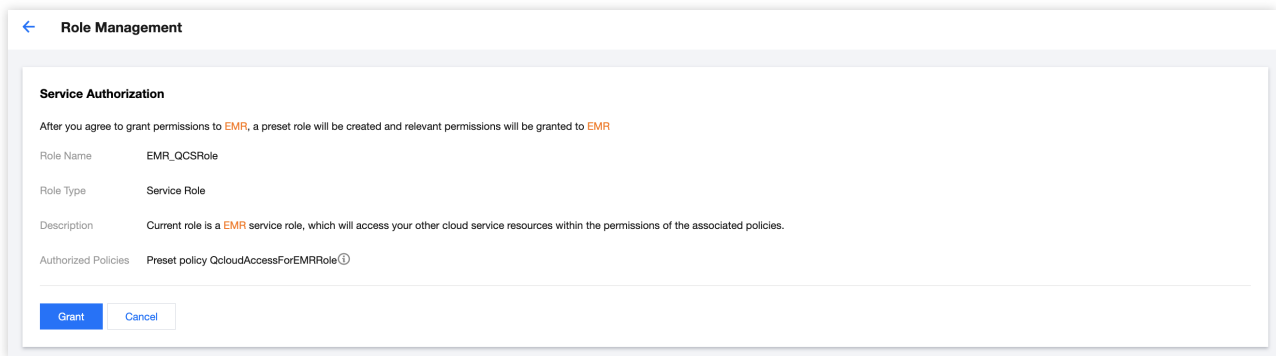 Role Management
Service Authorization
After you agree to grant permissions to EMR, a preset role will be created and relevant permissions will be granted to EMR
Role Name EMR_QCSRole
Role Type Service Role
Description Current role is a EMR service role, which will access your other cloud service resources within the permissions of the associated policies.
Authorized Policies Preset policy QcloudAccessForEMRRole
Grant Cancel